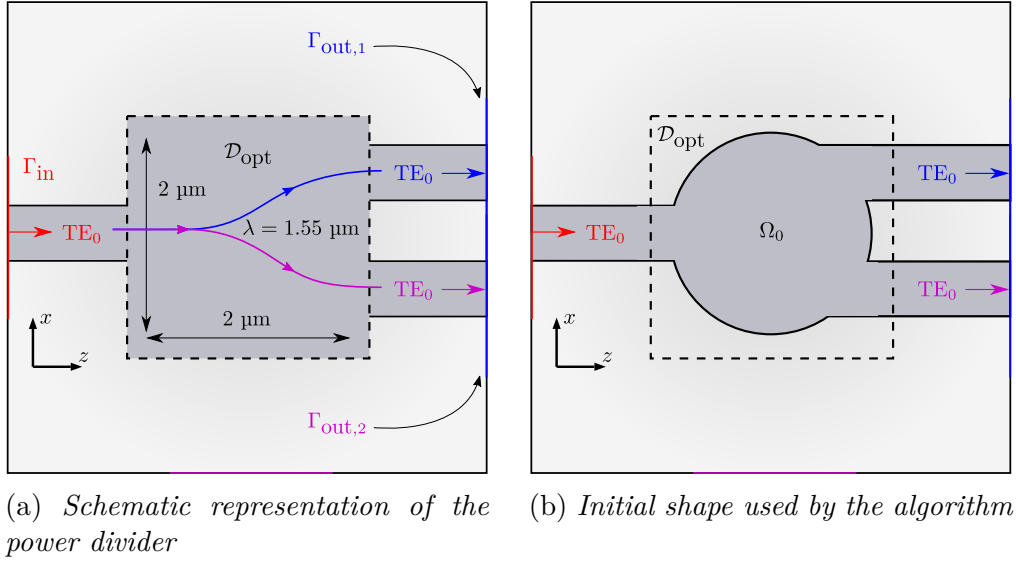 Γout,1
Γin
𝒟opt
TE0
2 µm
TE0
λ = 1.55 µm
TE0
2 µm
x
z
Γout,2
𝒟opt
TE0
TE0
Ω0
TE0
x
z
(a) Schematic representation of the
power divider
(b) Initial shape used by the algorithm